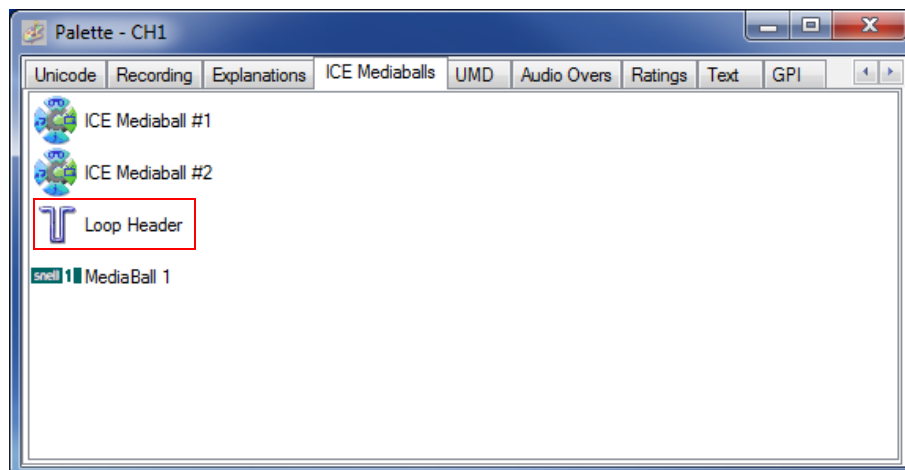 Palette - CH1
Unicode Recording Explanations ICE Mediaballs UMD Audio Overs Ratings Text GPI
ICE Mediaball #1
ICE Mediaball #2
Loop Header
snell 1 MediaBall 1